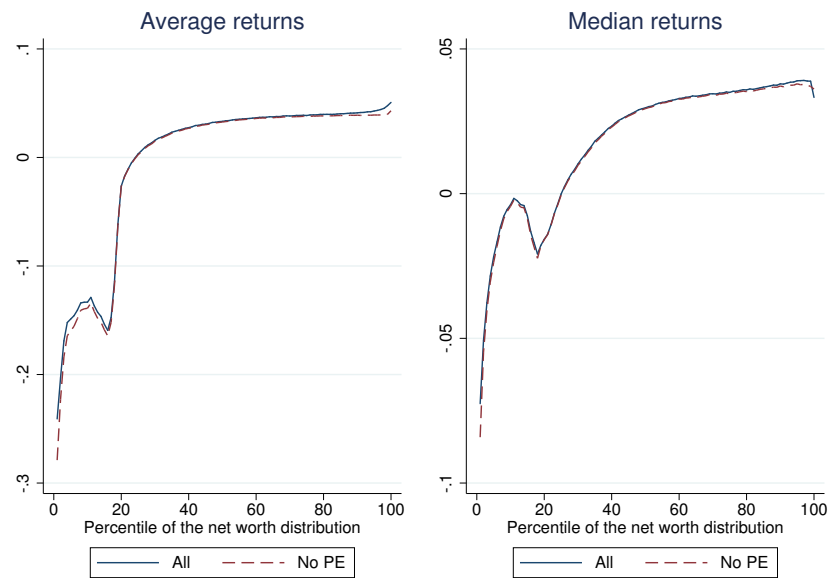 Average returns
.1
0
-.1
-.2
-.3
0 20 40 60 80 100
Percentile of the net worth distribution
All No PE
Median returns
.05
0
-.05
-.1
0 20 40 60 80 100
Percentile of the net worth distribution
All No PE